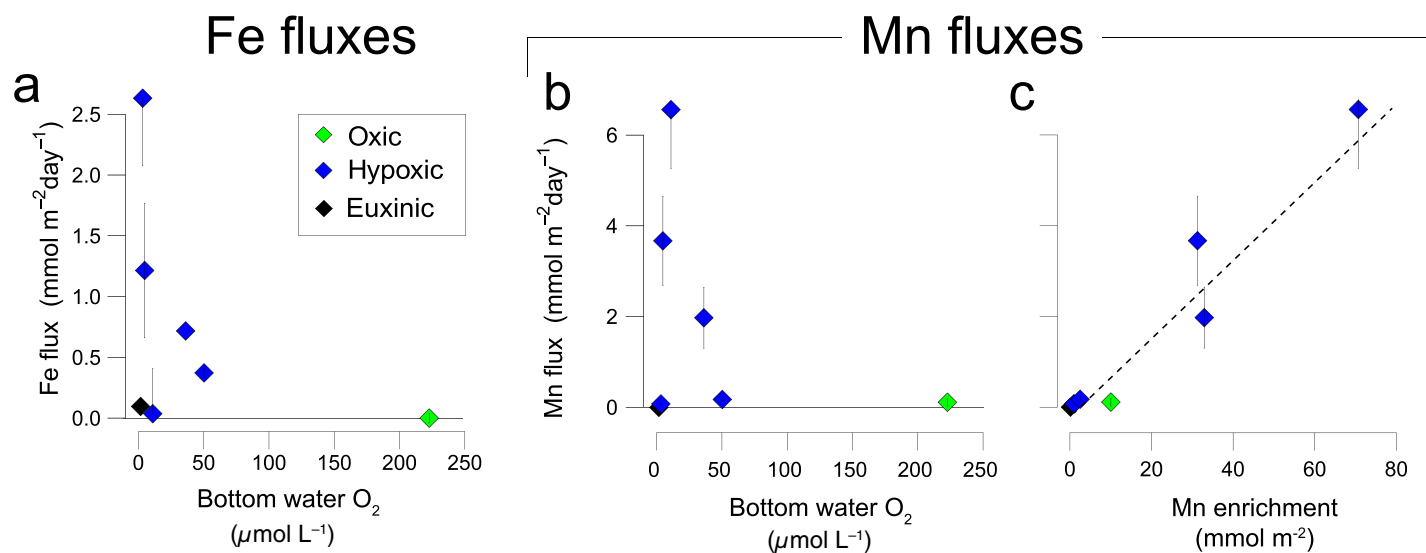 Fe fluxes
Mn fluxes
a
b
c
Oxic
Hypoxic
Euxinic
Fe flux (mmol m⁻²day⁻¹)
2.5
2.0
1.5
1.0
0.5
0.0
0 50 100 150 200 250
Bottom water O₂
(µmol L⁻¹)
Mn flux (mmol m⁻²day⁻¹)
6
4
2
0
0 50 100 150 200 250
Bottom water O₂
(µmol L⁻¹)
0 20 40 60 80
Mn enrichment
(mmol m⁻²)